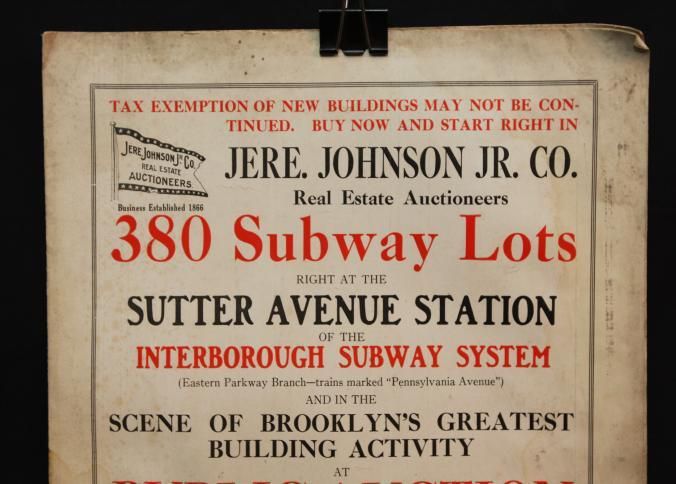 TAX EXEMPTION OF NEW BUILDINGS MAY NOT BE CON-
TINUED. BUY NOW AND START RIGHT IN
JERE. JOHNSON JR. CO.
REAL ESTATE
AUCTIONEERS
Business Established 1866
JERE. JOHNSON JR. CO.
Real Estate Auctioneers
380 Subway Lots
RIGHT AT THE
SUTTER AVENUE STATION
OF THE
INTERBOROUGH SUBWAY SYSTEM
(Eastern Parkway Branch—trains marked "Pennsylvania Avenue")
AND IN THE
SCENE OF BROOKLYN'S GREATEST
BUILDING ACTIVITY
AT
PUBLIC AUCTION